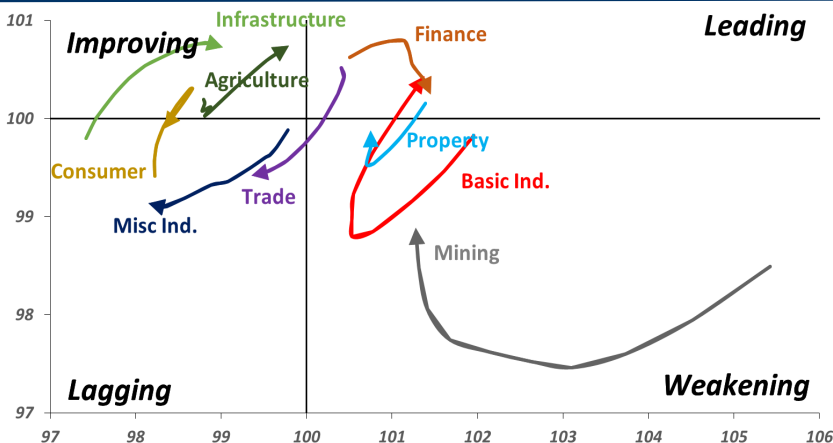 101
Improving
Infrastructure
Finance
Leading
Agriculture
100
Consumer
Property
Trade
Basic Ind.
99
Misc Ind.
Mining
98
Lagging
Weakening
97
97 98 99 100 101 102 103 104 105 106